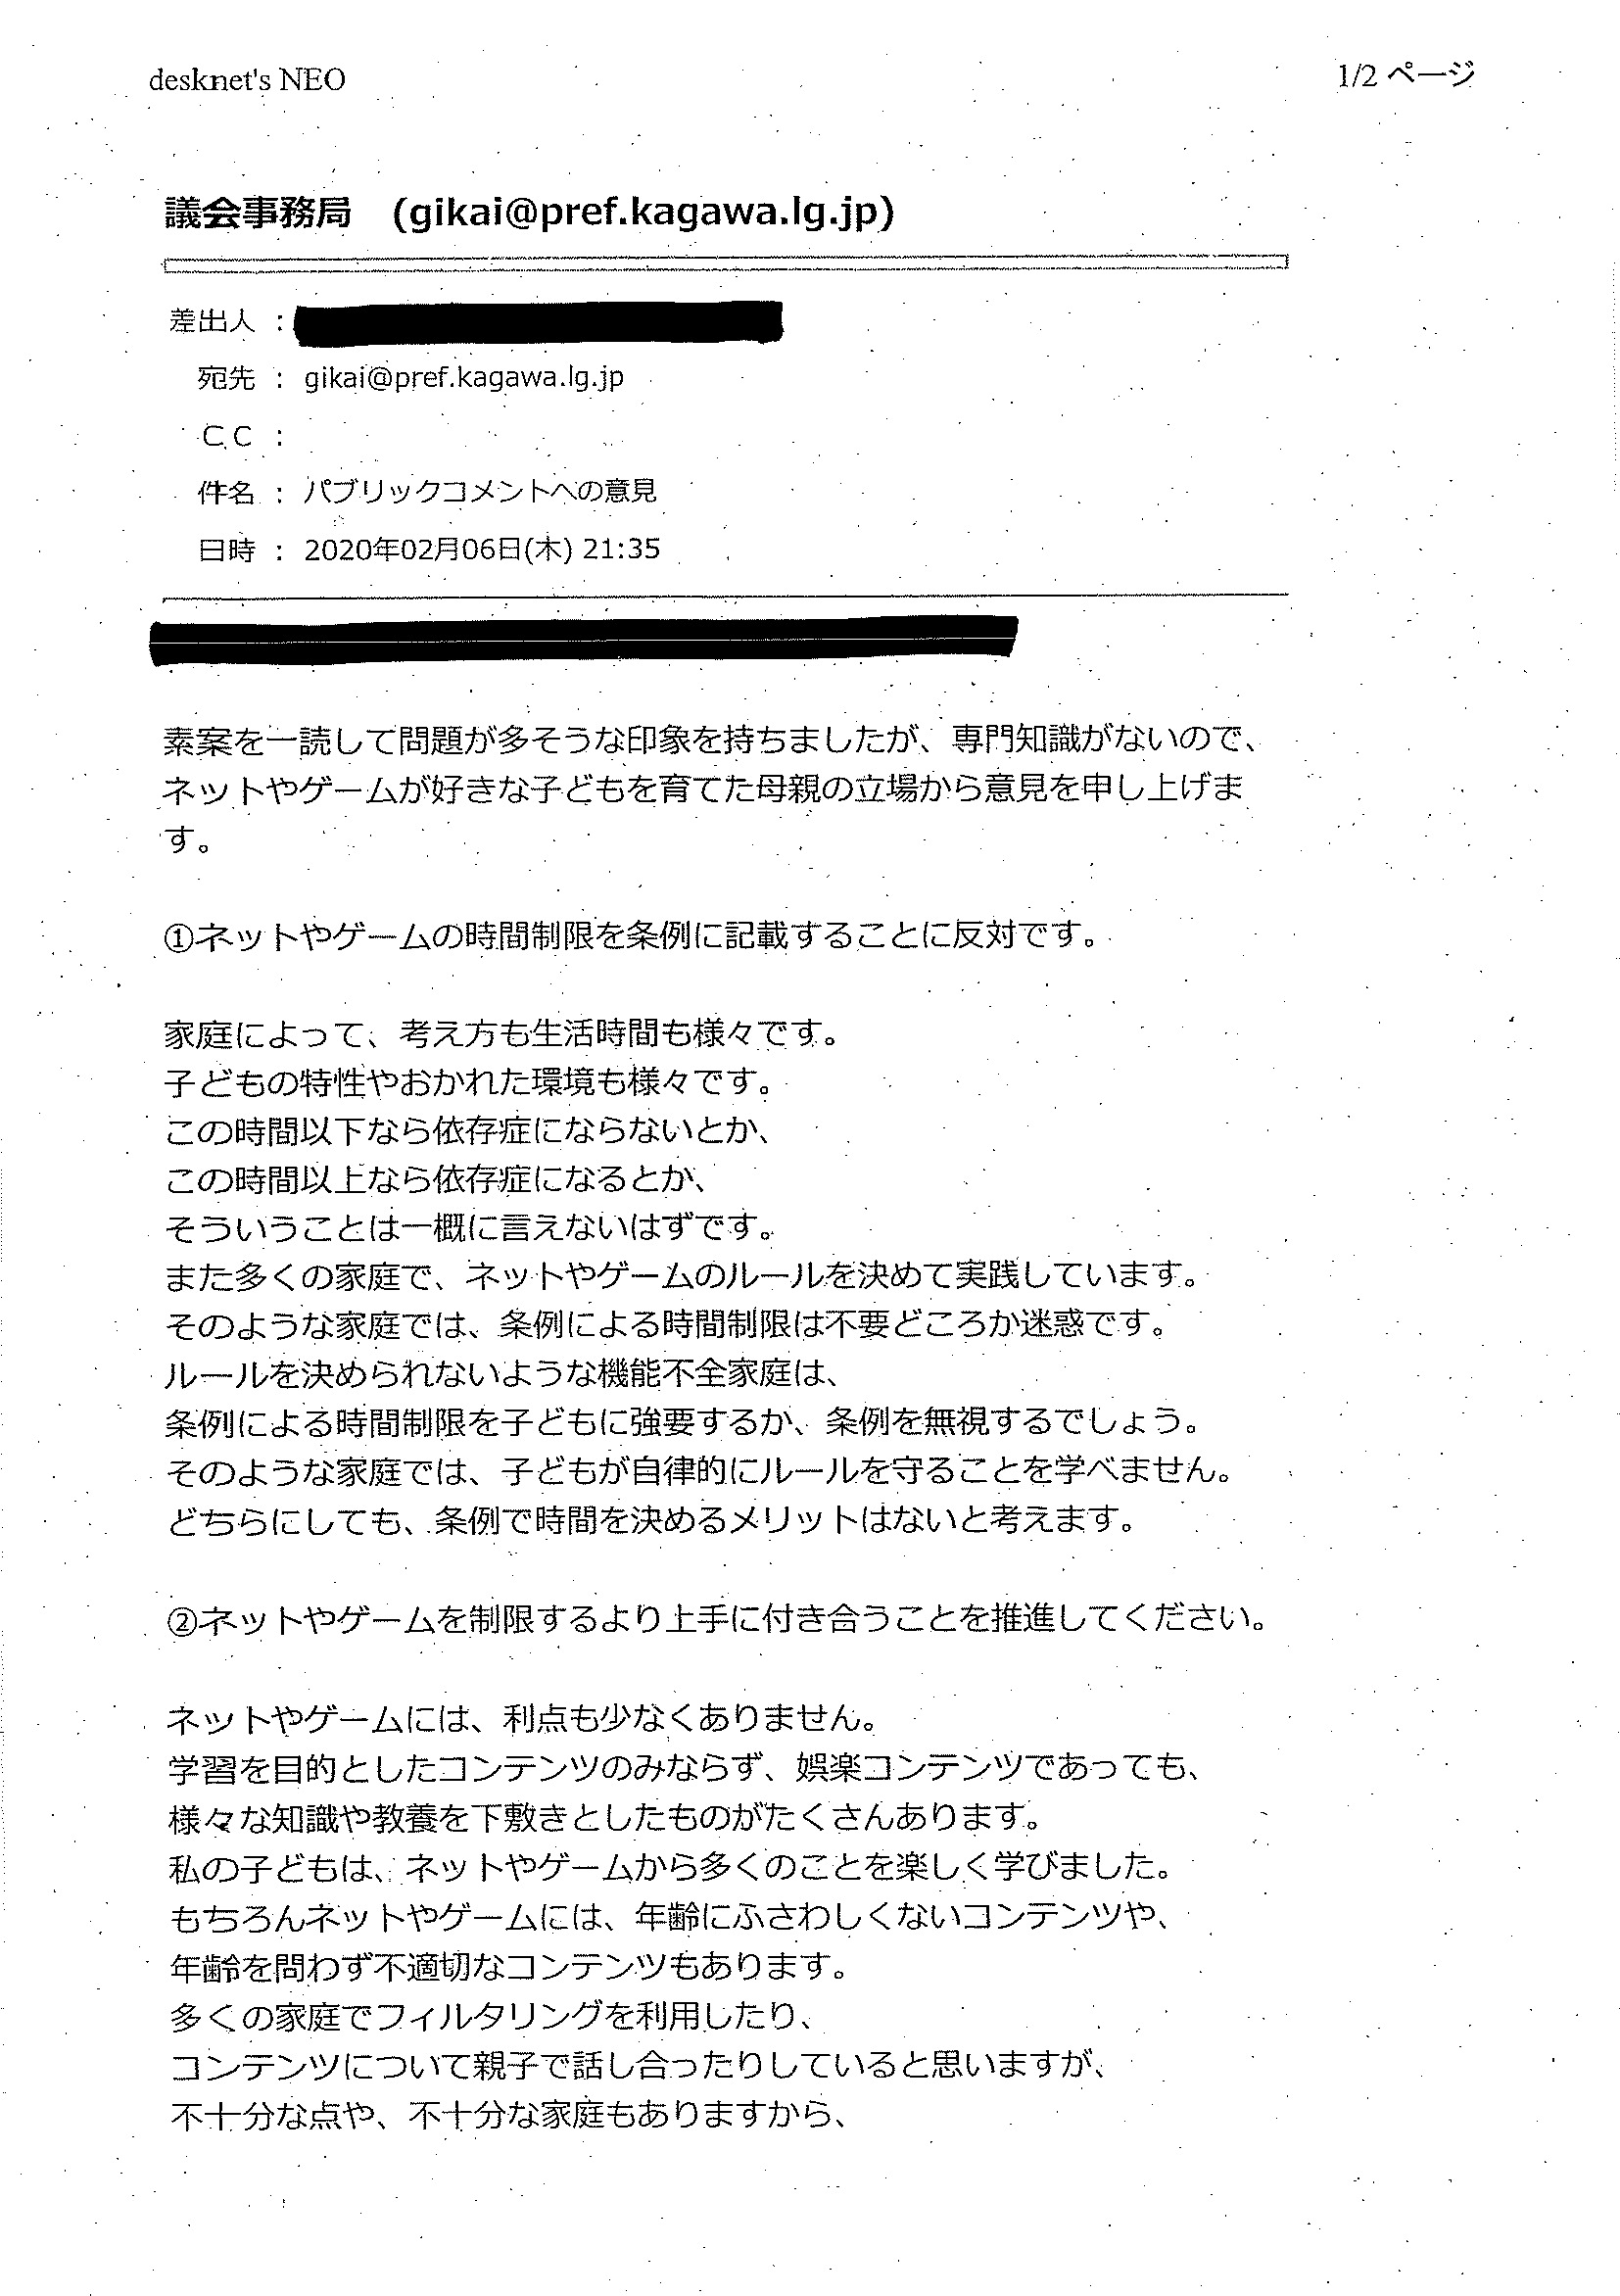 desknet's NEO
1/2 ページ
議会事務局 (gikai@pref.kagawa.lg.jp)
差出人 :
宛先 : gikai@pref.kagawa.lg.jp
CC :
件名 : パブリックコメントへの意見
日時 : 2020年02月06日(木) 21:35
素案を一読して問題が多そうな印象を持ちましたが、専門知識がないので、
ネットやゲームが好きな子どもを育てた母親の立場から意見を申し上げま
す。
①ネットやゲームの時間制限を条例に記載することに反対です。
家庭によって、考え方も生活時間も様々です。
子どもの特性やおかれた環境も様々です。
この時間以下なら依存症にならないとか、
この時間以上なら依存症になるとか、
そういうことは一概に言えないはずです。
また多くの家庭で、ネットやゲームのルールを決めて実践しています。
そのような家庭では、条例による時間制限は不要どころか迷惑です。
ルールを決められないような機能不全家庭は、
条例による時間制限を子どもに強要するか、条例を無視するでしょう。
そのような家庭では、子どもが自律的にルールを守ることを学べません。
どちらにしても、条例で時間を決めるメリットはないと考えます。
②ネットやゲームを制限するより上手に付き合うことを推進してください。
ネットやゲームには、利点も少なくありません。
学習を目的としたコンテンツのみならず、娯楽コンテンツであっても、
様々な知識や教養を下敷きとしたものがたくさんあります。
私の子どもは、ネットやゲームから多くのことを楽しく学びました。
もちろんネットやゲームには、年齢にふさわしくないコンテンツや、
年齢を問わず不適切なコンテンツもあります。
多くの家庭でフィルタリングを利用したり、
コンテンツについて親子で話し合ったりしていると思いますが、
不十分な点や、不十分な家庭もありますから、